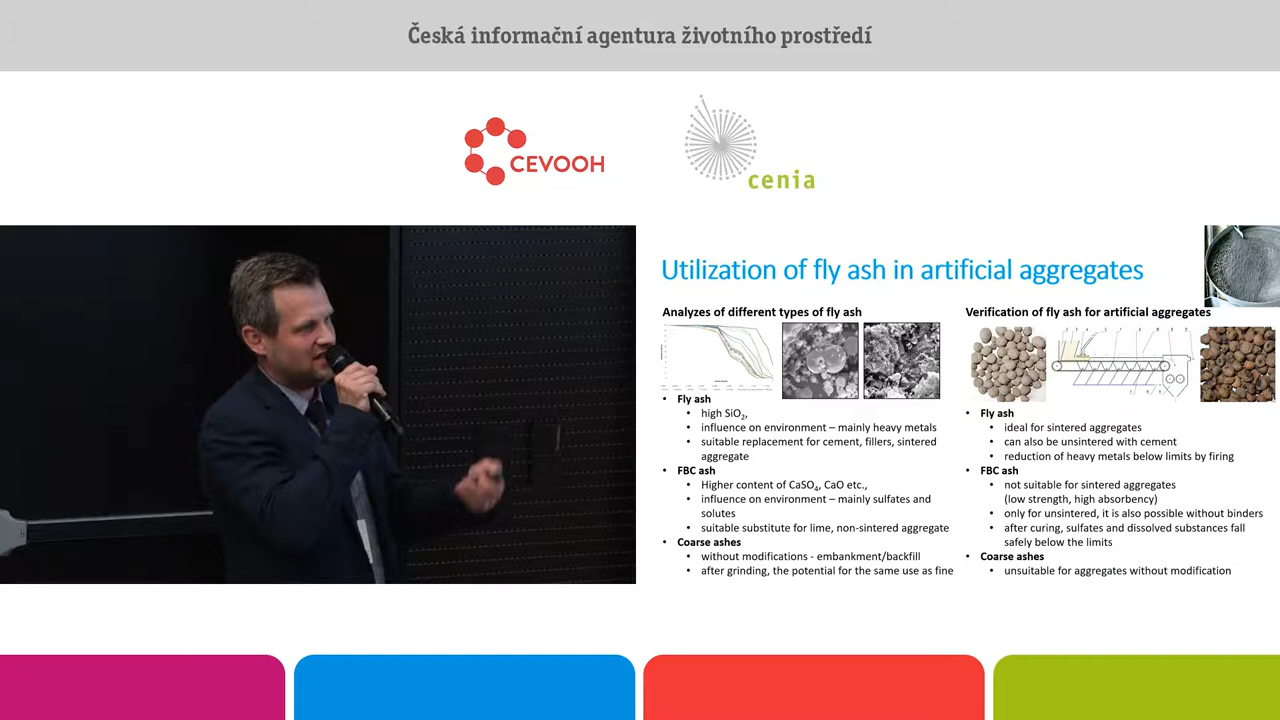 Česká informační agentura životního prostředí
CEVOOH
cenia
Utilization of fly ash in artificial aggregates
Analyzes of different types of fly ash
• Fly ash
• high SiO₂,
• influence on environment – mainly heavy metals
• suitable replacement for cement, fillers, sintered
aggregate
• FBC ash
• Higher content of CaSO₄, CaO etc.,
• influence on environment – mainly sulfates and
solutes
• suitable substitute for lime, non-sintered aggregate
• Coarse ashes
• without modifications - embankment/backfill
• after grinding, the potential for the same use as fine
Verification of fly ash for artificial aggregates
• Fly ash
• ideal for sintered aggregates
• can also be unsintered with cement
• reduction of heavy metals below limits by firing
• FBC ash
• not suitable for sintered aggregates
(low strength, high absorbency)
• only for unsintered, it is also possible without binders
• after curing, sulfates and dissolved substances fall
safely below the limits
• Coarse ashes
• unsuitable for aggregates without modification